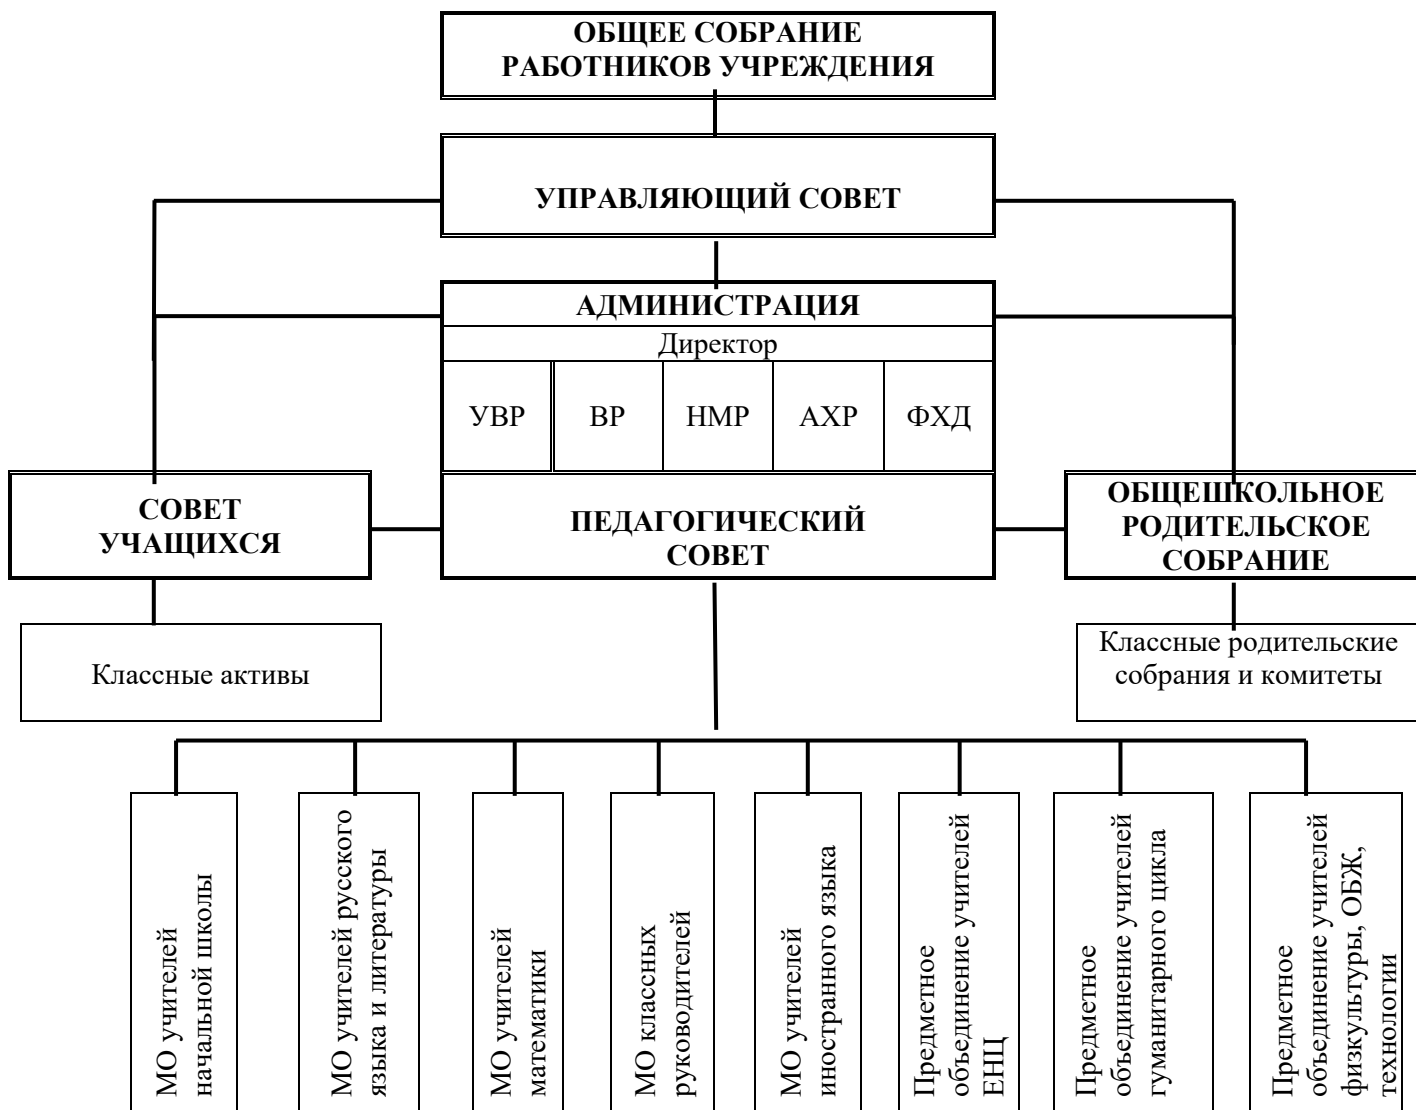 ОБЩЕЕ СОБРАНИЕ
РАБОТНИКОВ УЧРЕЖДЕНИЯ
УПРАВЛЯЮЩИЙ СОВЕТ
АДМИНИСТРАЦИЯ
Директор
УВР
ВР
НМР
АХР
ФХД
СОВЕТ
УЧАЩИХСЯ
ПЕДАГОГИЧЕСКИЙ
СОВЕТ
ОБЩЕШКОЛЬНОЕ
РОДИТЕЛЬСКОЕ
СОБРАНИЕ
Классные активы
Классные родительские
собрания и комитеты
МО учителей
начальной школы
МО учителей русского
языка и литературы
МО учителей
математики
МО классных
руководителей
МО учителей
иностранного языка
Предметное
объединение учителей
ЕНЦ
Предметное
объединение учителей
гуманитарного цикла
Предметное
объединение учителей
физкультуры, ОБЖ,
технологии